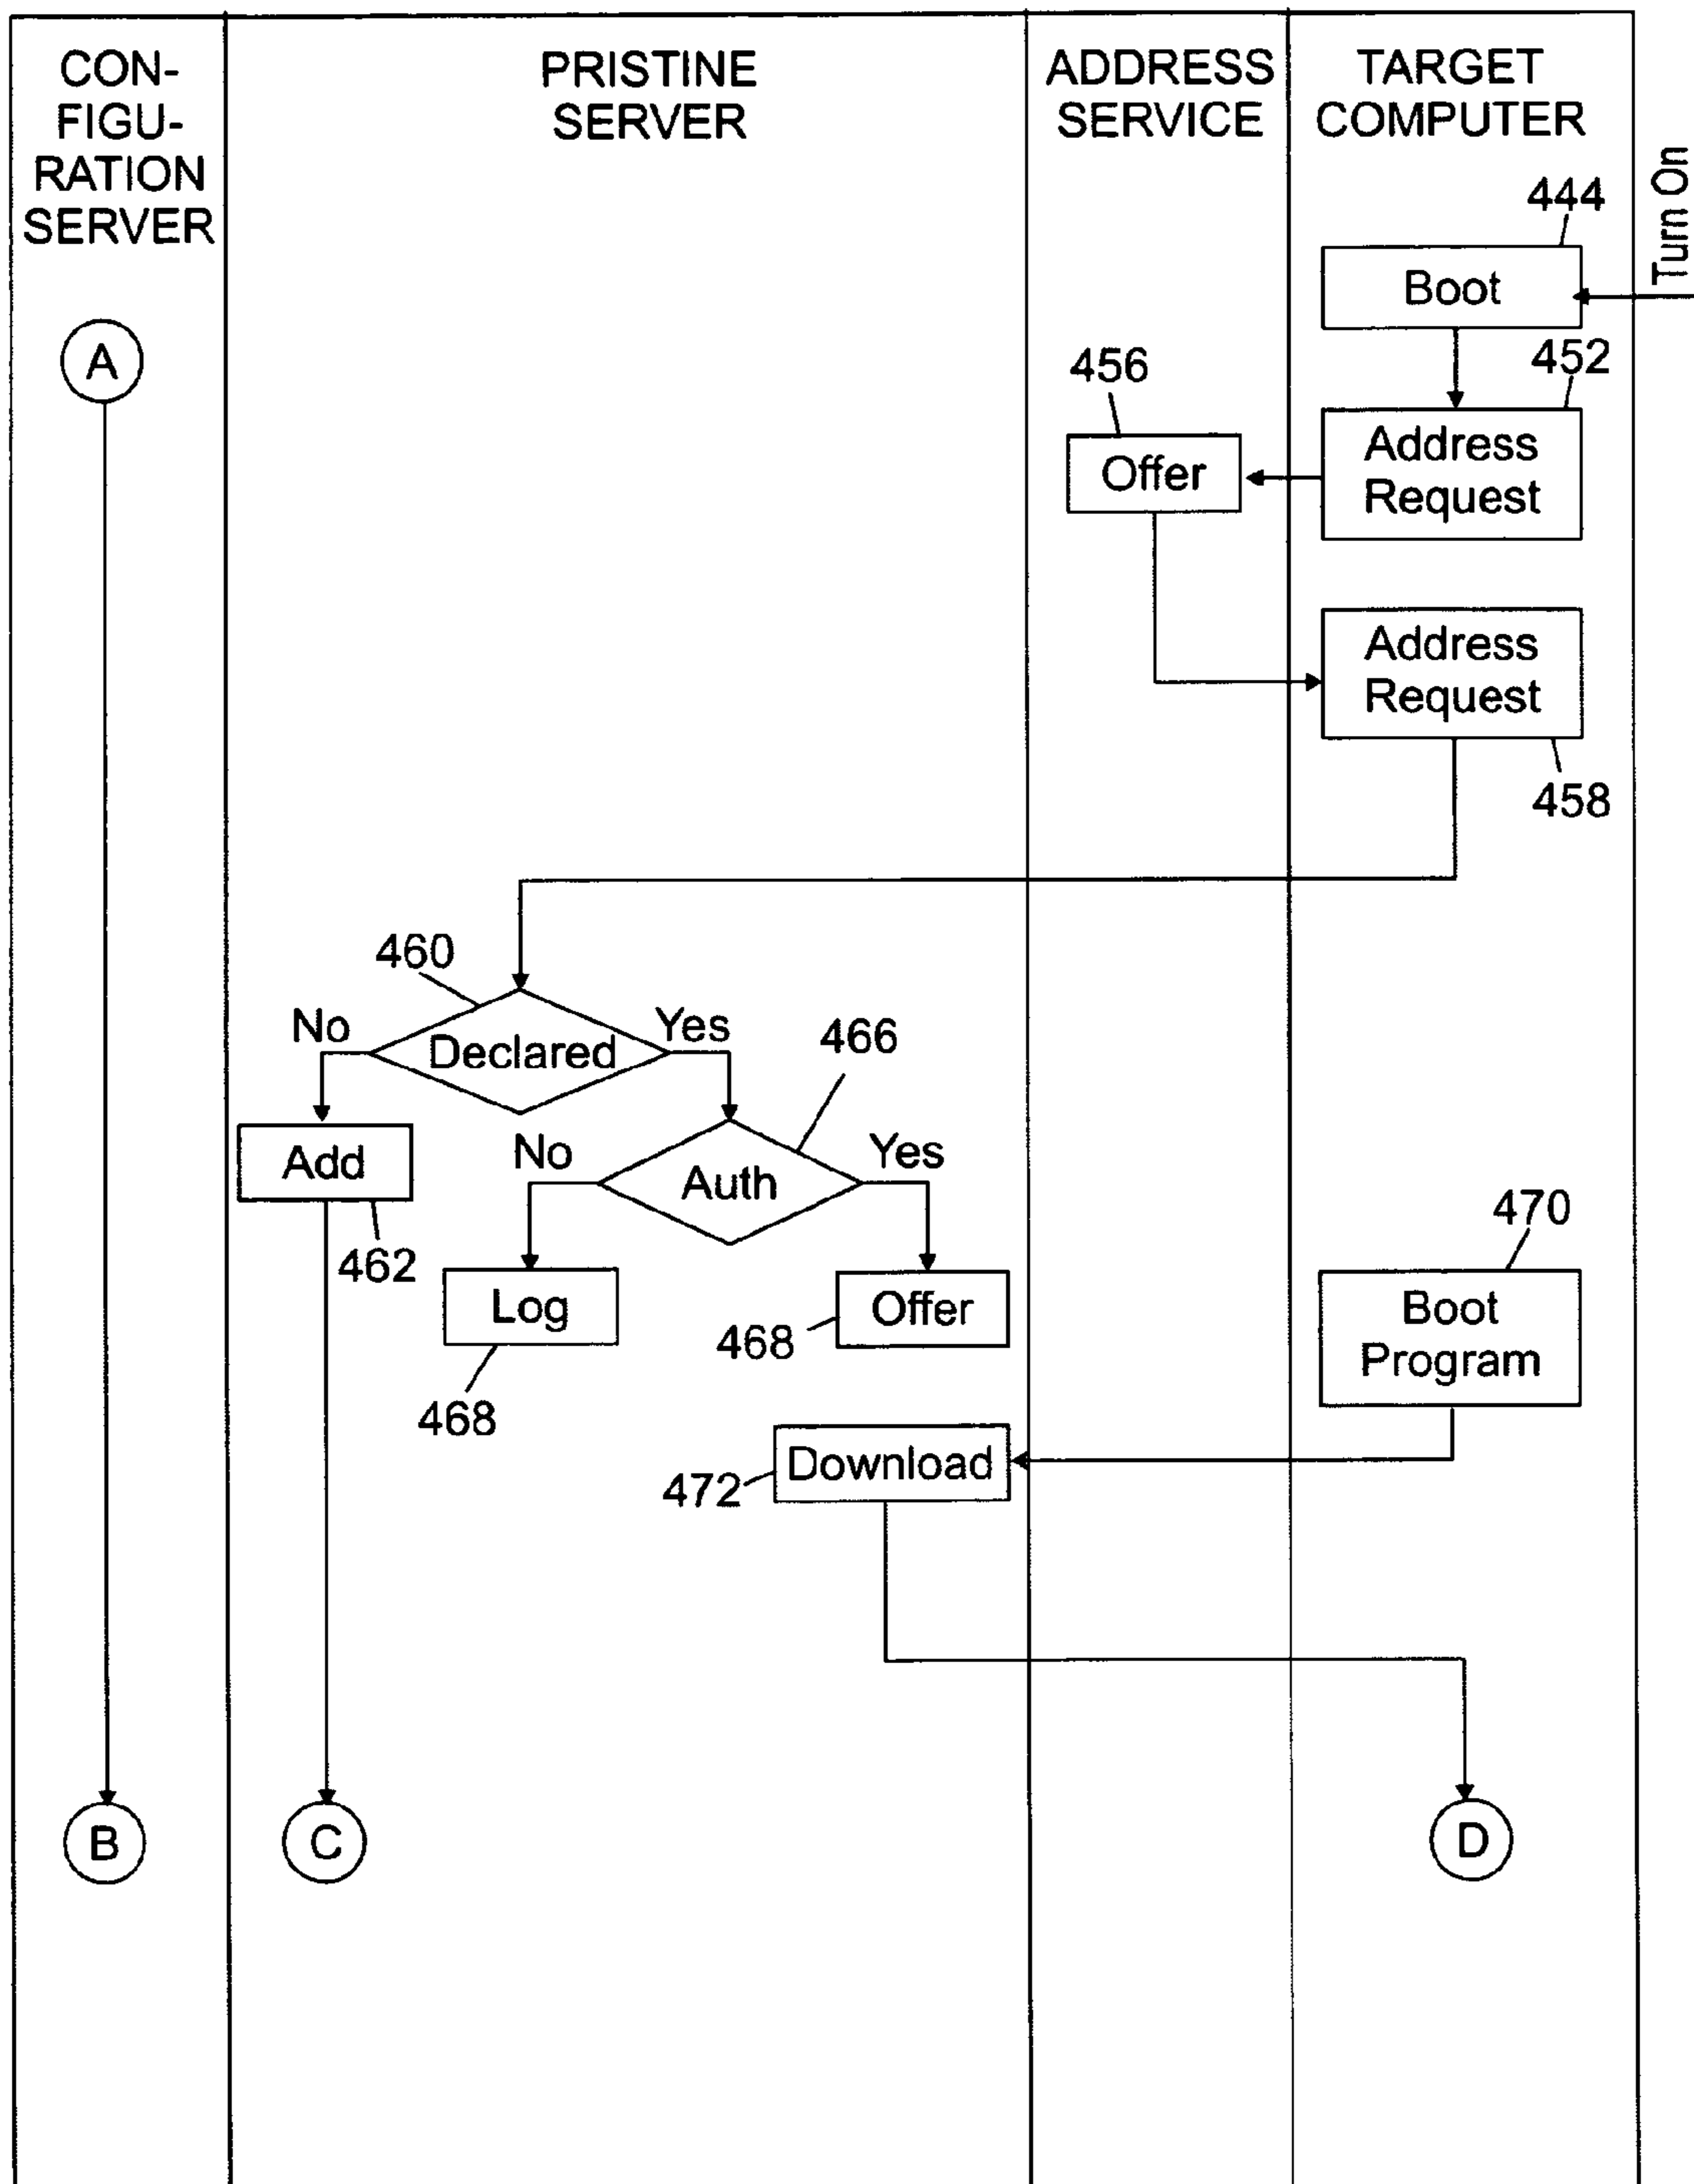 CON-
FIGU-
RATION
SERVER
PRISTINE
SERVER
ADDRESS
SERVICE
TARGET
COMPUTER
Turn On
444
Boot
A
452
456
Address
Request
Offer
Address
Request
458
460
No
Declared
Yes
466
Add
462
No
Auth
Yes
Log
468
Offer
468
470
Boot
Program
Download
472
B
C
D